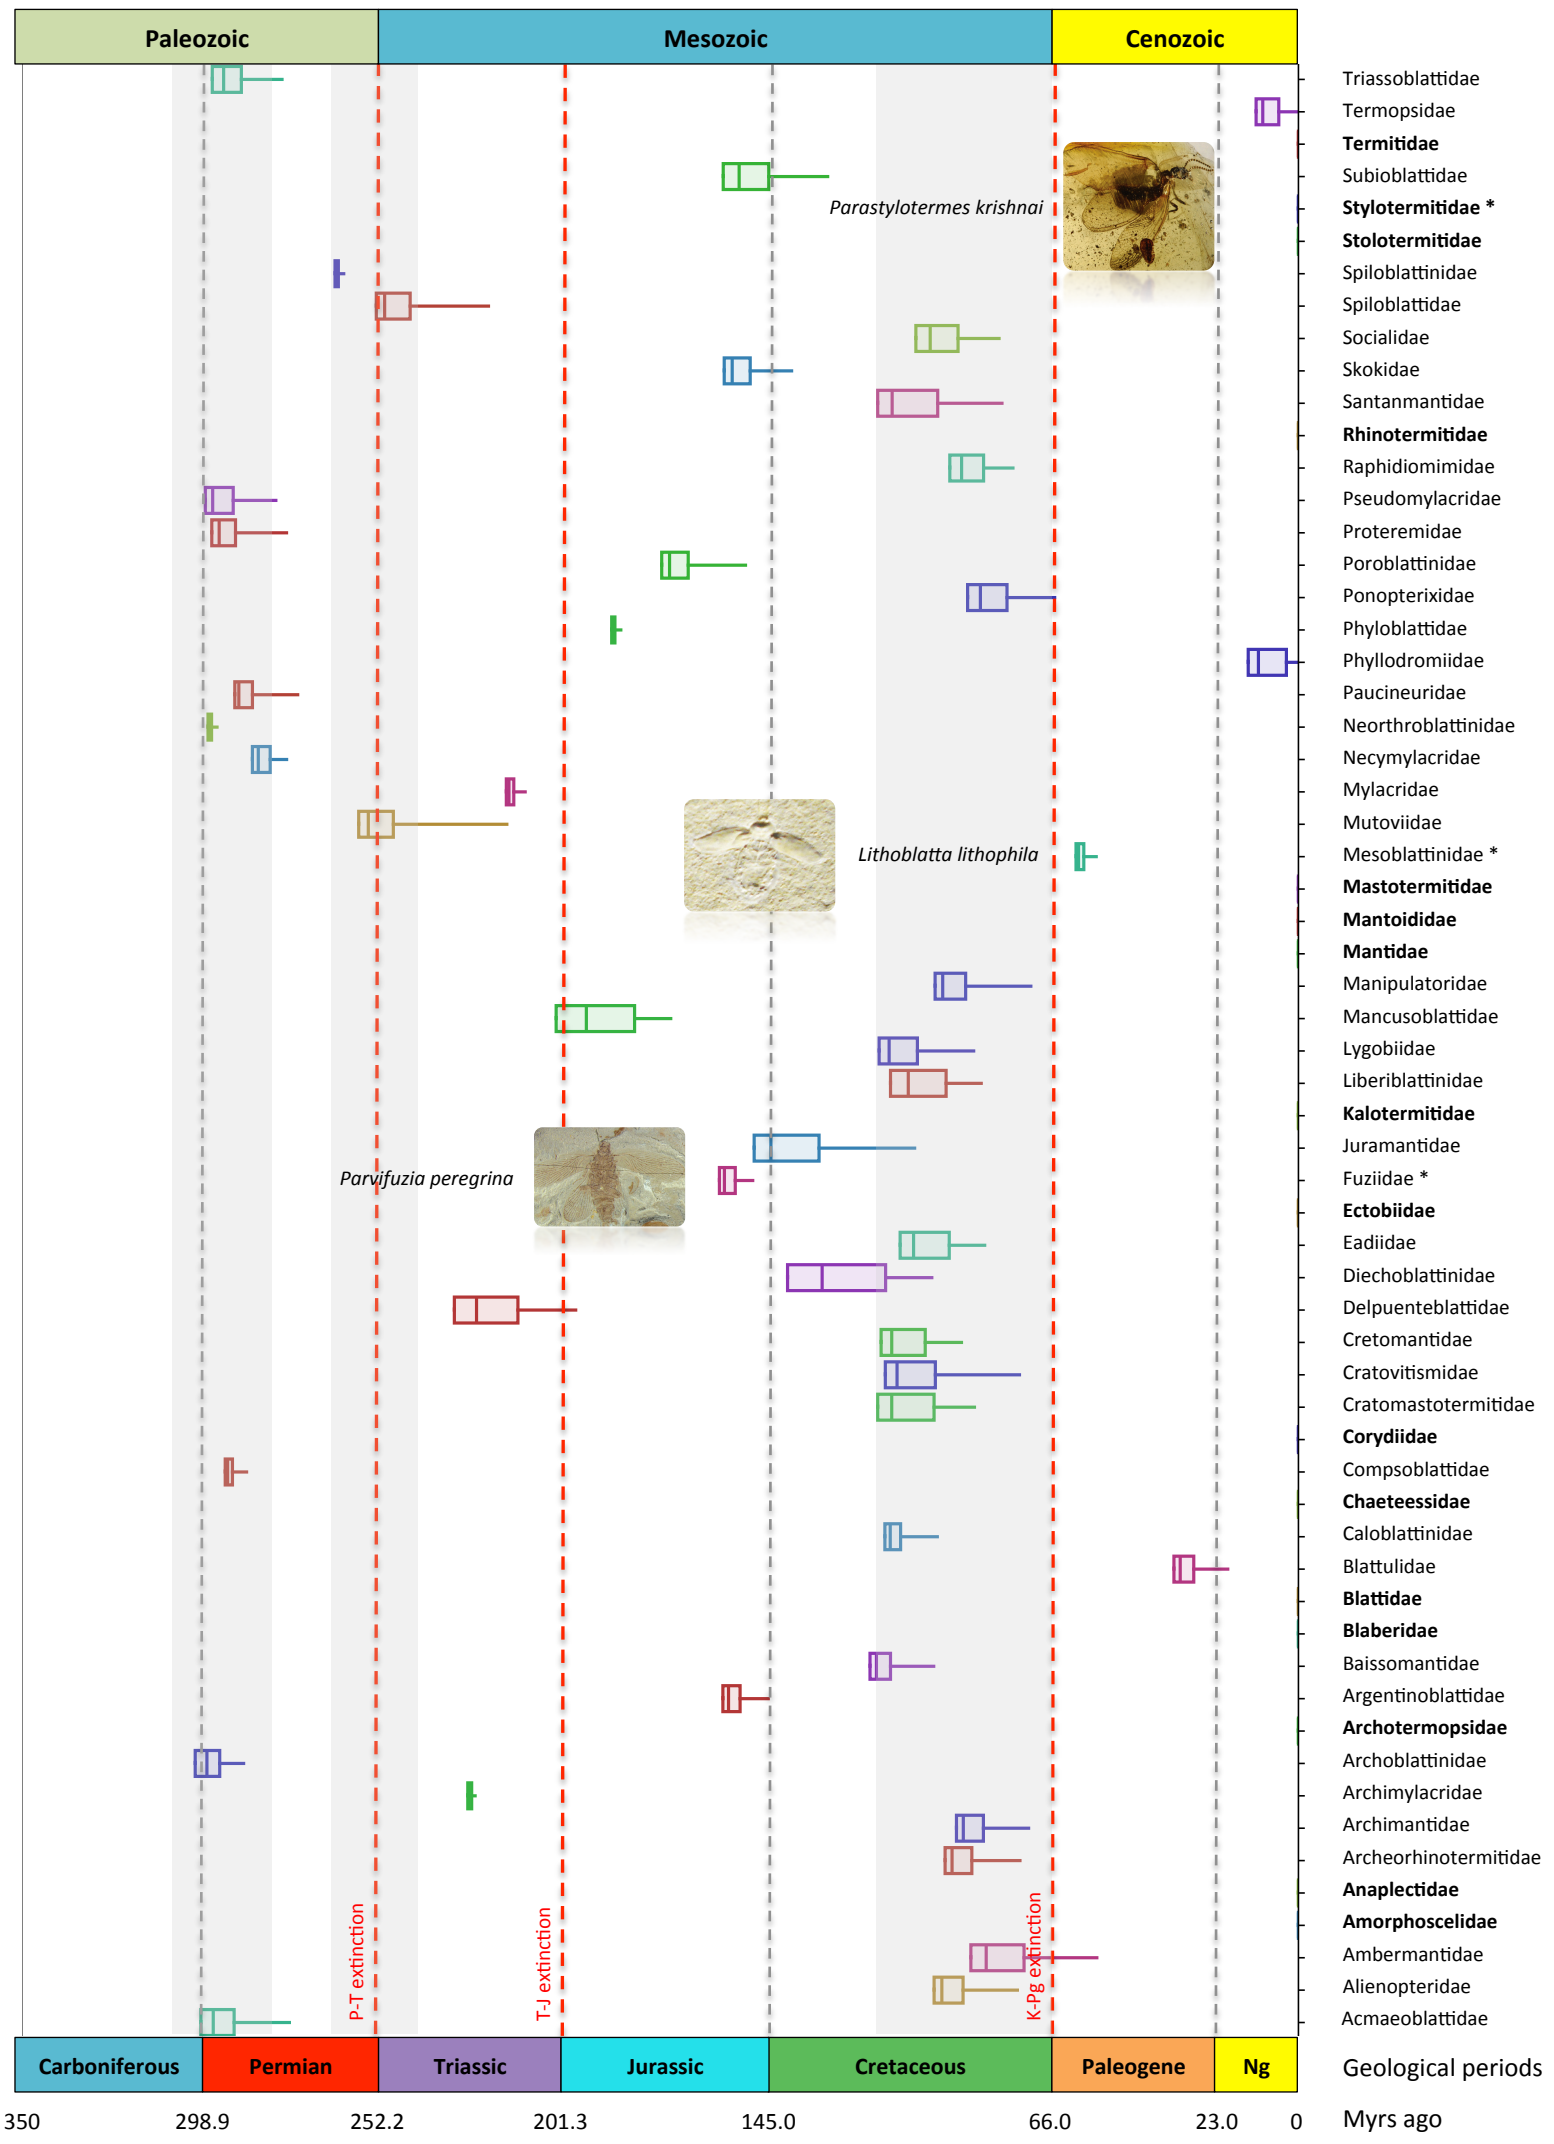 Paleozoic Mesozoic Cenozoic
Triassoblattidae
Termopsidae
Termitidae
Subioblattidae
Parastylotermes krishnai Stylotermitidae *
Stolotermitidae
Spiloblattinidae
Spiloblattidae
Socialidae
Skokidae
Santanmantidae
Rhinotermitidae
Raphidiomimidae
Pseudomylacridae
Proteremidae
Poroblattinidae
Ponopterixidae
Phyloblattidae
Phyllodromiidae
Paucineuridae
Neorthroblattinidae
Necymylacridae
Mylacridae
Mutoviidae
Lithoblatta lithophila Mesoblattinidae *
Mastotermitidae
Mantoididae
Mantidae
Manipulatoridae
Mancusoblattidae
Lygobiidae
Liberiblattinidae
Kalotermitidae
Juramantidae
Parvifuzia peregrina Fuziidae *
Ectobiidae
Eadiidae
Diechoblattinidae
Delpuenteblattidae
Cretomantidae
Cratovitismidae
Cratomastotermitidae
Corydiidae
Compsoblattidae
Chaeteessidae
Caloblattinidae
Blattulidae
Blattidae
Blaberidae
Baissomantidae
Argentinoblattidae
Archotermopsidae
Archoblattinidae
Archimylacridae
Archimantidae
Archeorhinotermitidae
Anaplectidae
Amorphoscelidae
Ambermantidae
Alienopteridae
Acmaeoblattidae
P-T extinction
T-J extinction
K-Pg extinction
Carboniferous Permian Triassic Jurassic Cretaceous Paleogene Ng Geological periods
350 298.9 252.2 201.3 145.0 66.0 23.0 0 Myrs ago